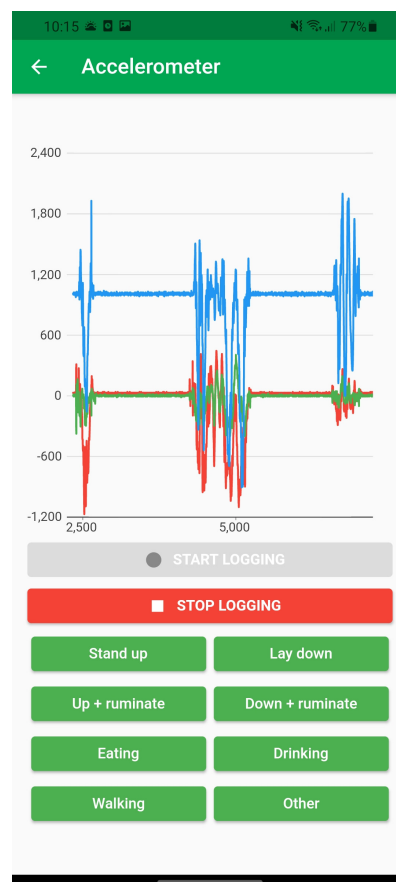 10:15 77%
Accelerometer
2,400
1,800
1,200
600
0
-600
-1,200
2,500 5,000
START LOGGING
STOP LOGGING
Stand up Lay down
Up + ruminate Down + ruminate
Eating Drinking
Walking Other